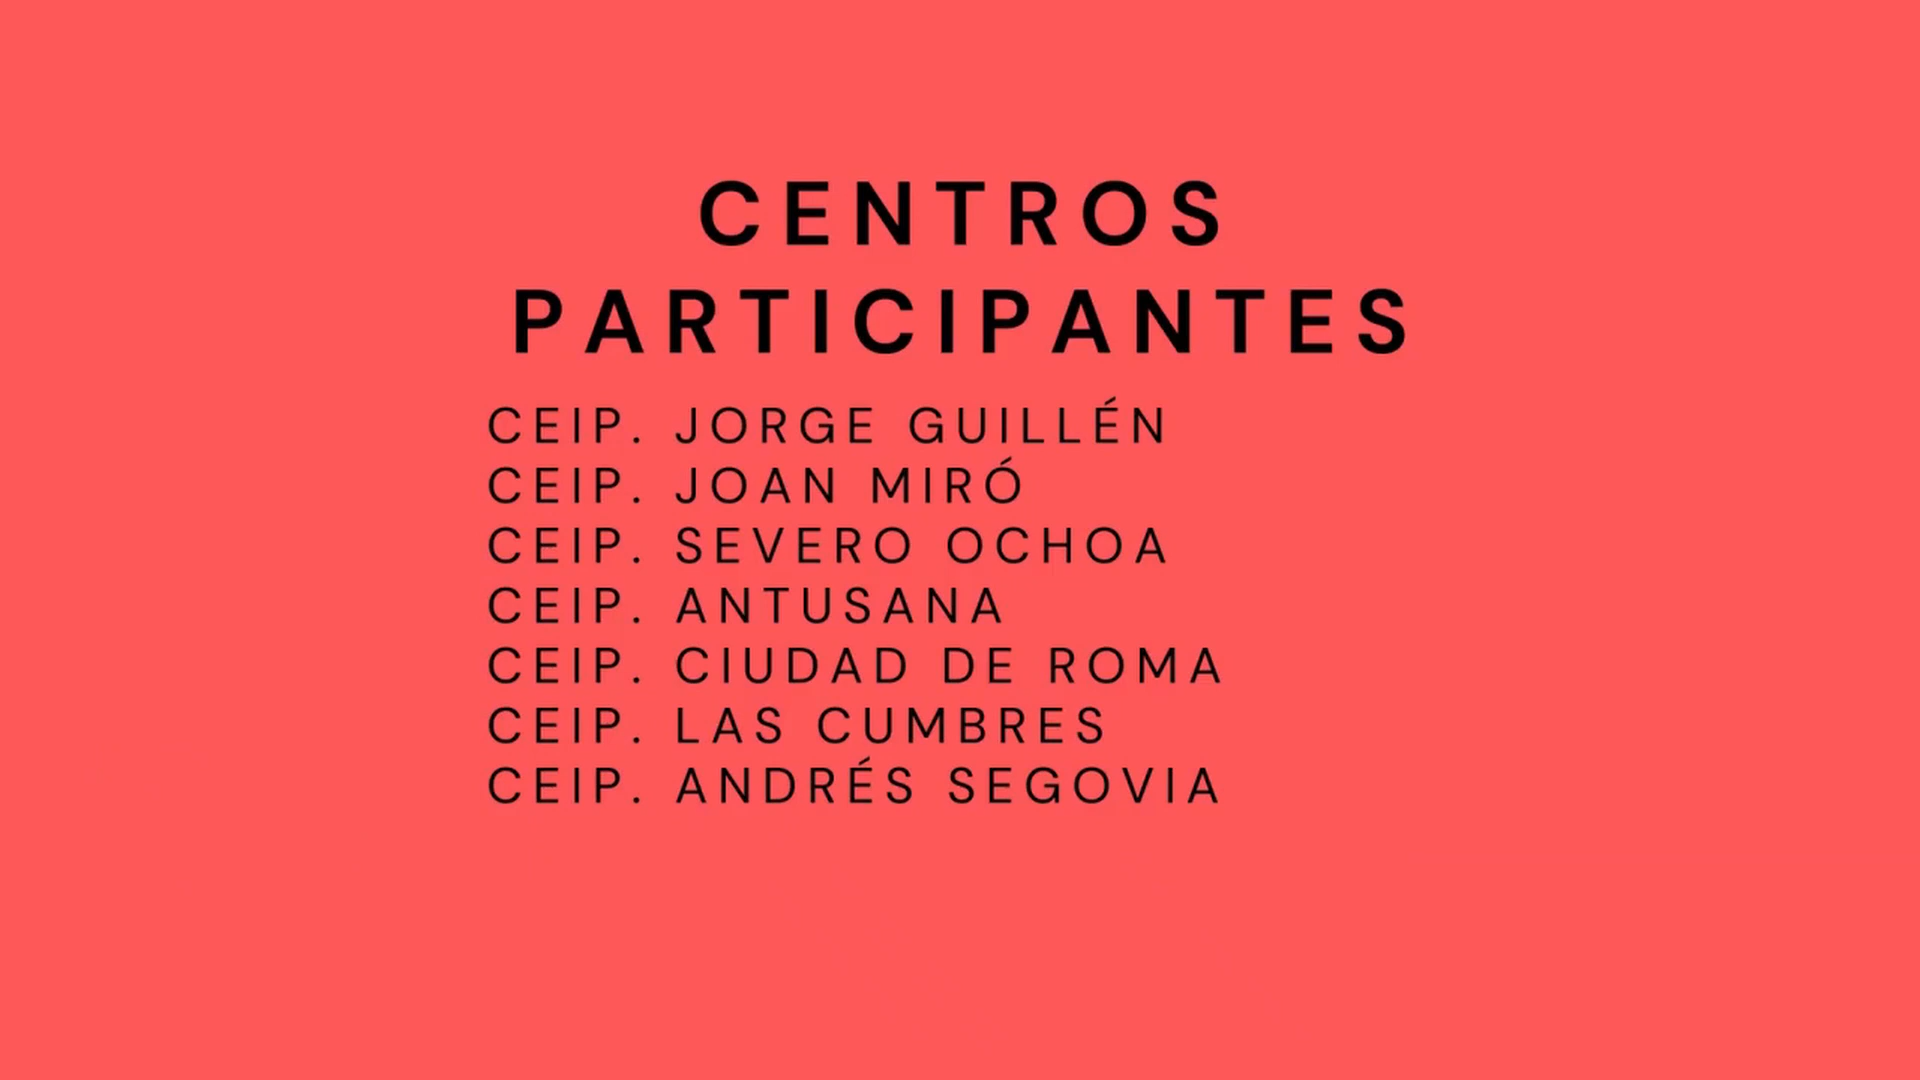 CENTROS
PARTICIPANTES
CEIP. JORGE GUILLÉN
CEIP. JOAN MIRÓ
CEIP. SEVERO OCHOA
CEIP. ANTUSANA
CEIP. CIUDAD DE ROMA
CEIP. LAS CUMBRES
CEIP. ANDRÉS SEGOVIA